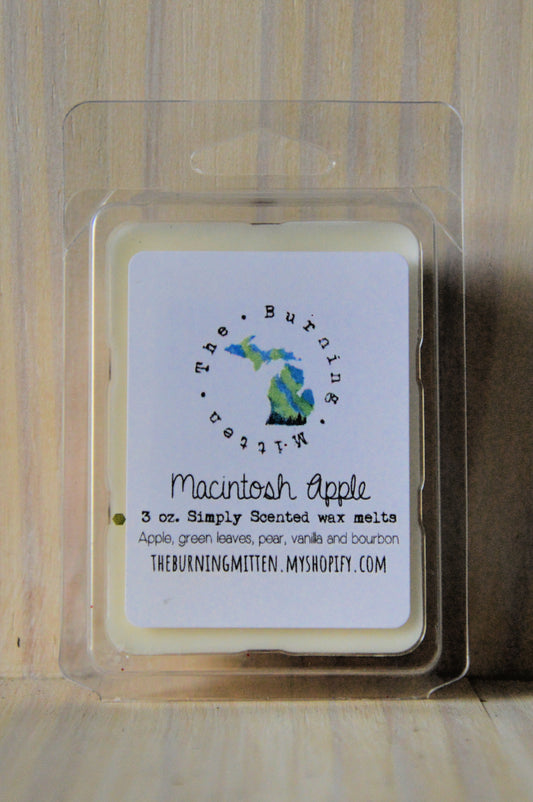 The • Burning • Mitten •
Macintosh Apple
3 oz. Simply Scented wax melts
Apple, green leaves, pear, vanilla and bourbon
THEBURNINGMITTEN.MYSHOPIFY.COM